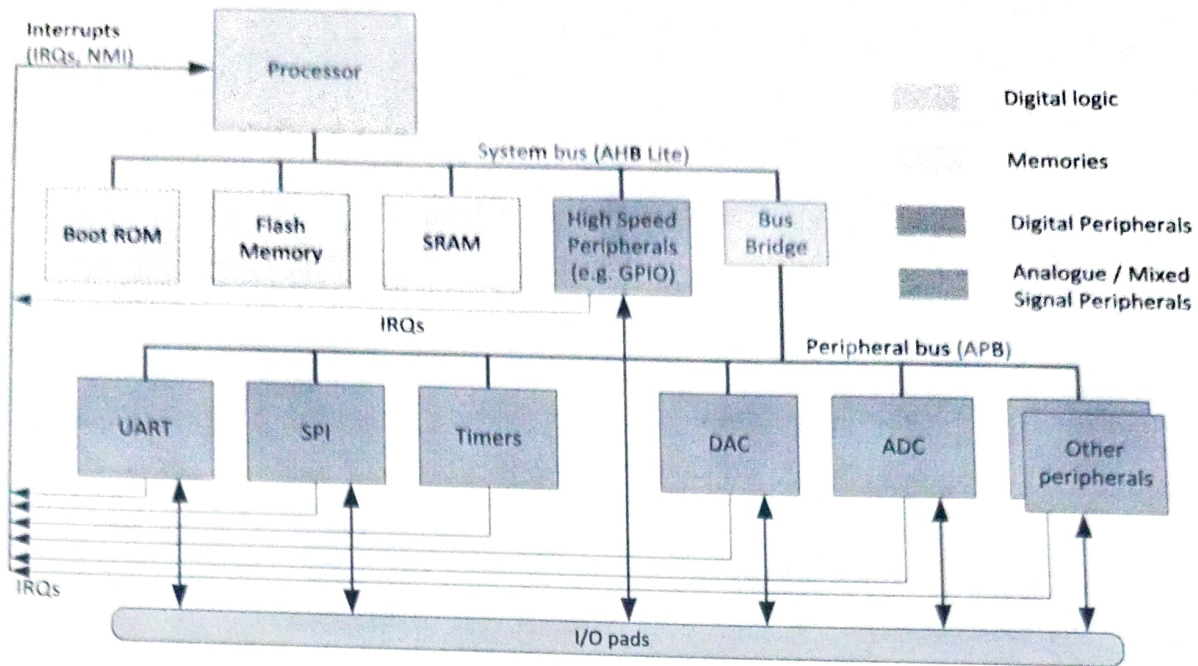 Interrupts
(IRQs, NMI)
Processor
Digital logic
System bus (AHB Lite)
Memories
Boot ROM
Flash
Memory
SRAM
High Speed
Peripherals
(e.g. GPIO)
Bus
Bridge
Digital Peripherals
Analogue / Mixed
Signal Peripherals
IRQs
Peripheral bus (APB)
UART
SPI
Timers
DAC
ADC
Other
peripherals
IRQs
I/O pads